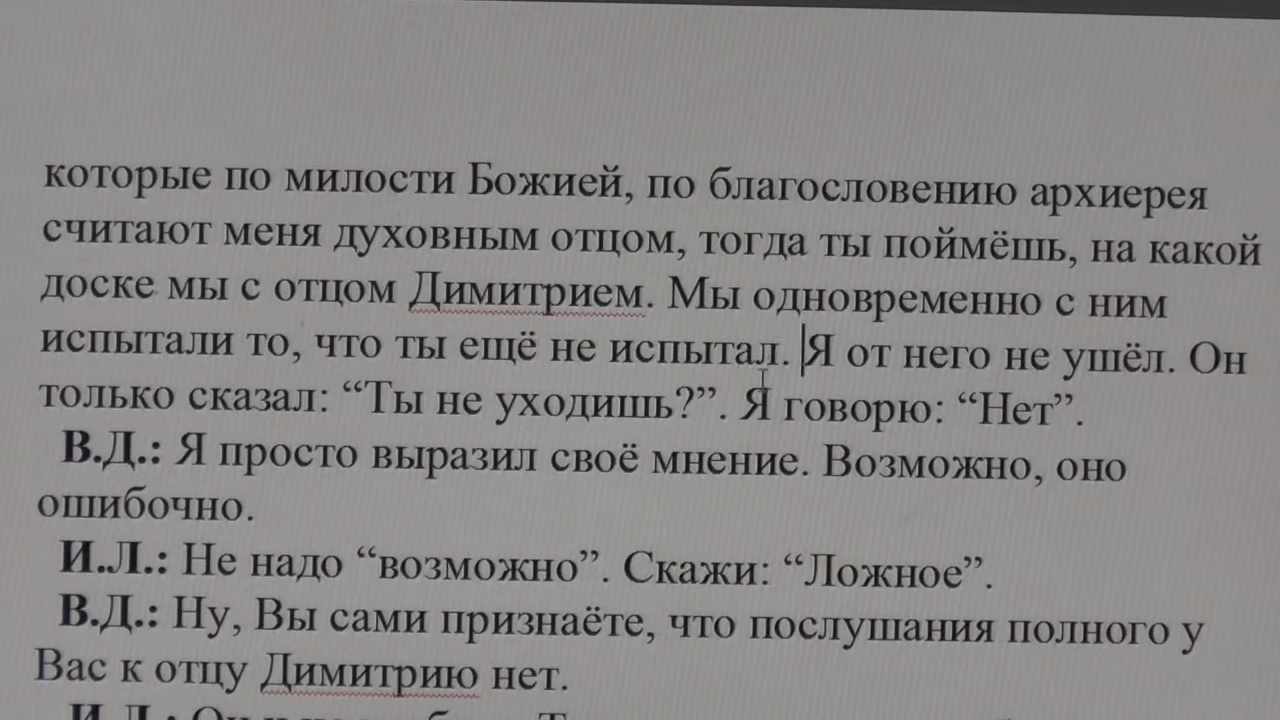 которые по милости Божией, по благословению архиерея
считают меня духовным отцом, тогда ты поймёшь, на какой
доске мы с отцом Димитрием. Мы одновременно с ним
испытали то, что ты ещё не испытал. Я от него не ушёл. Он
только сказал: “Ты не уходишь?”. Я говорю: “Нет”.
В.Д.: Я просто выразил своё мнение. Возможно, оно
ошибочно.
И.Л.: Не надо “возможно”. Скажи: “Ложное”.
В.Д.: Ну, Вы сами признаёте, что послушания полного у
Вас к отцу Димитрию нет.
И.Л.: